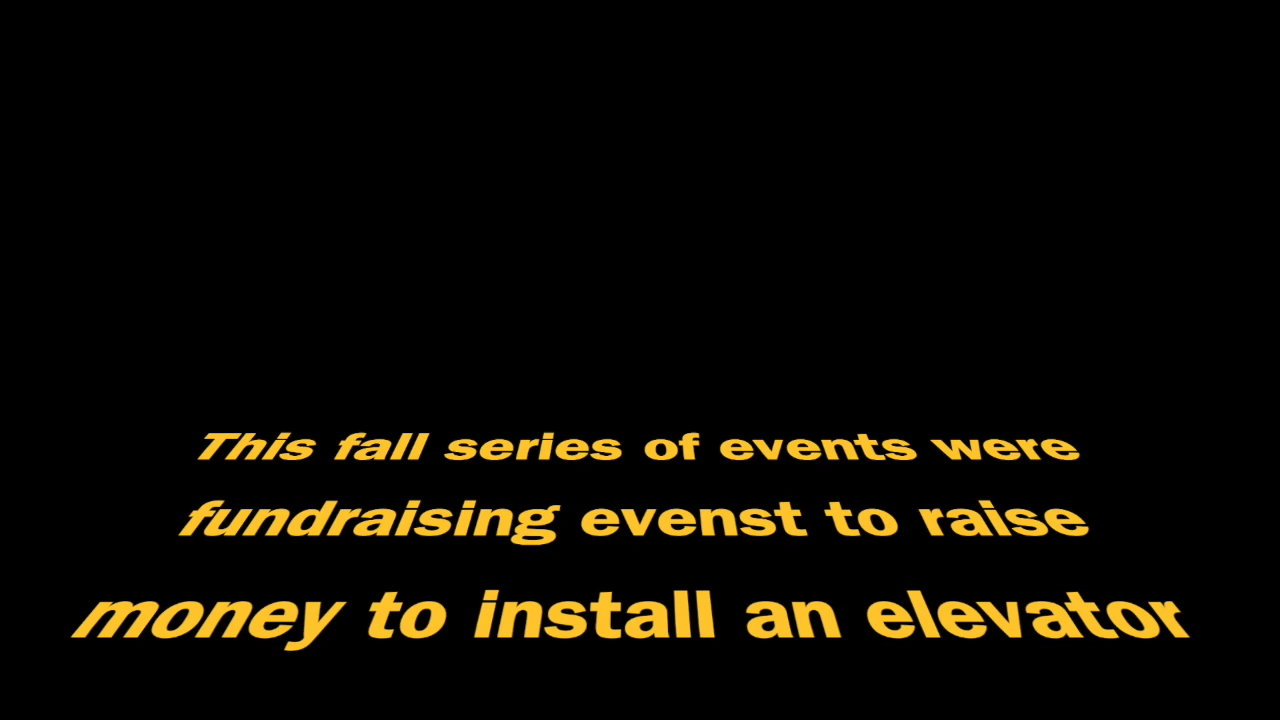 This fall series of events were
fundraising evenst to raise
money to install an elevator